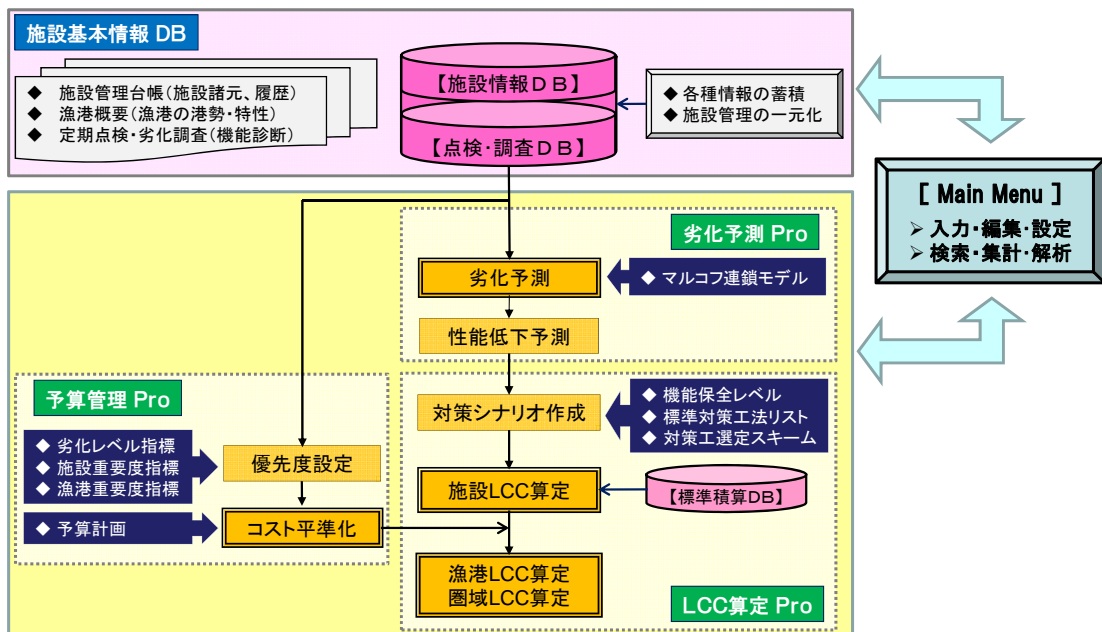 施設基本情報 DB
◆ 施設管理台帳(施設諸元、履歴)
◆ 漁港概要(漁港の港勢・特性)
◆ 定期点検・劣化調査(機能診断)
【施設情報ＤＢ】
【点検・調査ＤＢ】
◆ 各種情報の蓄積
◆ 施設管理の一元化
[ Main Menu ]
➢ 入力・編集・設定
➢ 検索・集計・解析
劣化予測 Pro
劣化予測
◆ マルコフ連鎖モデル
性能低下予測
予算管理 Pro
◆ 劣化レベル指標
◆ 施設重要度指標
◆ 漁港重要度指標
優先度設定
◆ 予算計画
コスト平準化
対策シナリオ作成
◆ 機能保全レベル
◆ 標準対策工法リスト
◆ 対策工選定スキーム
施設LCC算定
【標準積算DB】
漁港LCC算定
圏域LCC算定
LCC算定 Pro